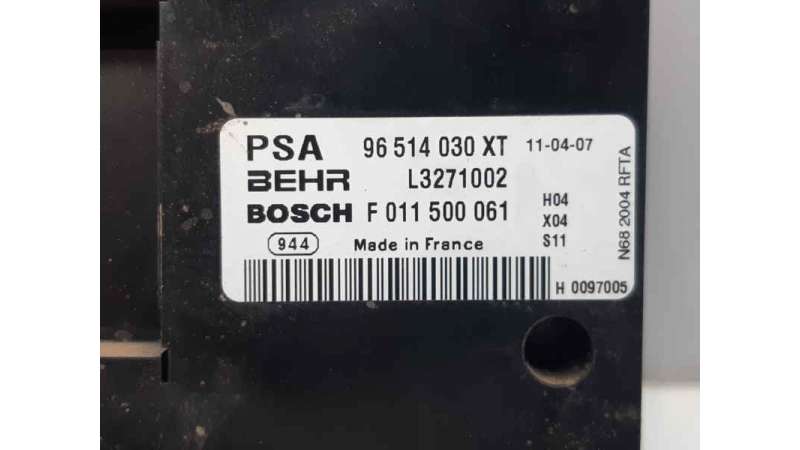 PSA 96 514 030 XT 11-04-07
BEHR L3271002
BOSCH F 011 500 061
H04
X04
S11
944 Made in France
H 0097005
N68 2004 RFTA